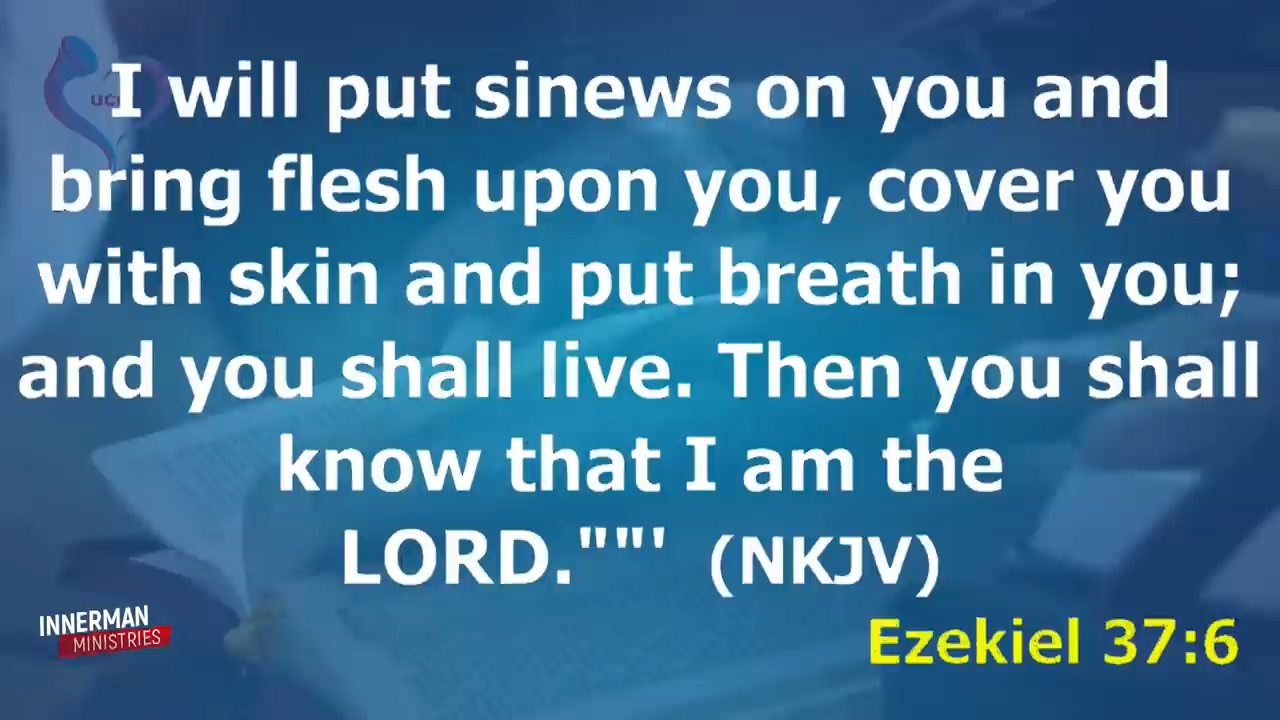 I will put sinews on you and
bring flesh upon you, cover you
with skin and put breath in you;
and you shall live. Then you shall
know that I am the
LORD.""' (NKJV)
Ezekiel 37:6
INNERMAN
MINISTRIES